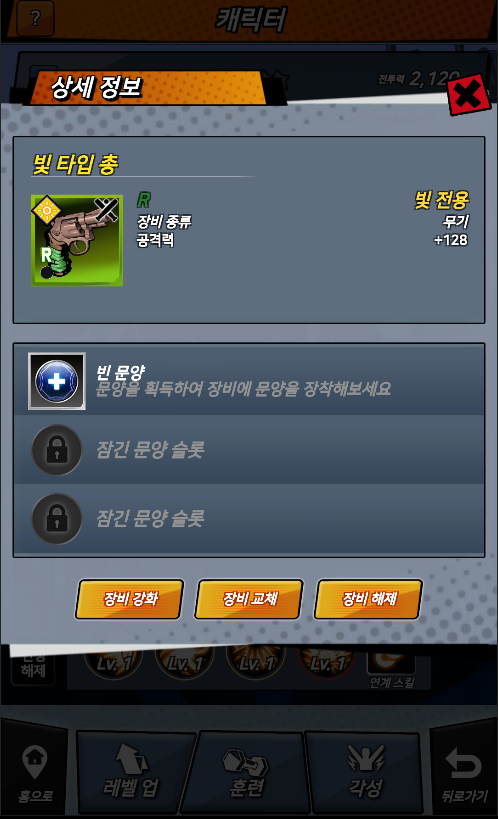 ?
캐릭터
전투력 2,120
상세 정보
빛 타입 총
R
R
빛 전용
장비 종류 무기
공격력 +128
빈 문양
문양을 획득하여 장비에 문양을 장착해보세요
잠긴 문양 슬롯
잠긴 문양 슬롯
장비 강화 장비 교체 장비 해제
해제
Lv. 1 Lv. 1 Lv. 1 Lv. 1
연계 스킬
홈으로 레벨 업 훈련 각성 뒤로가기